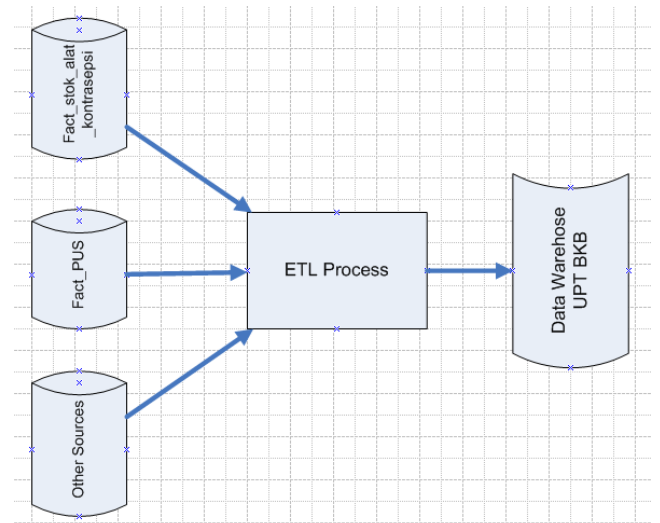 Fact_stok_alat
_kontrasepsi
Fact_PUS
Other Sources
ETL Process
Data Warehose
UPT BKB